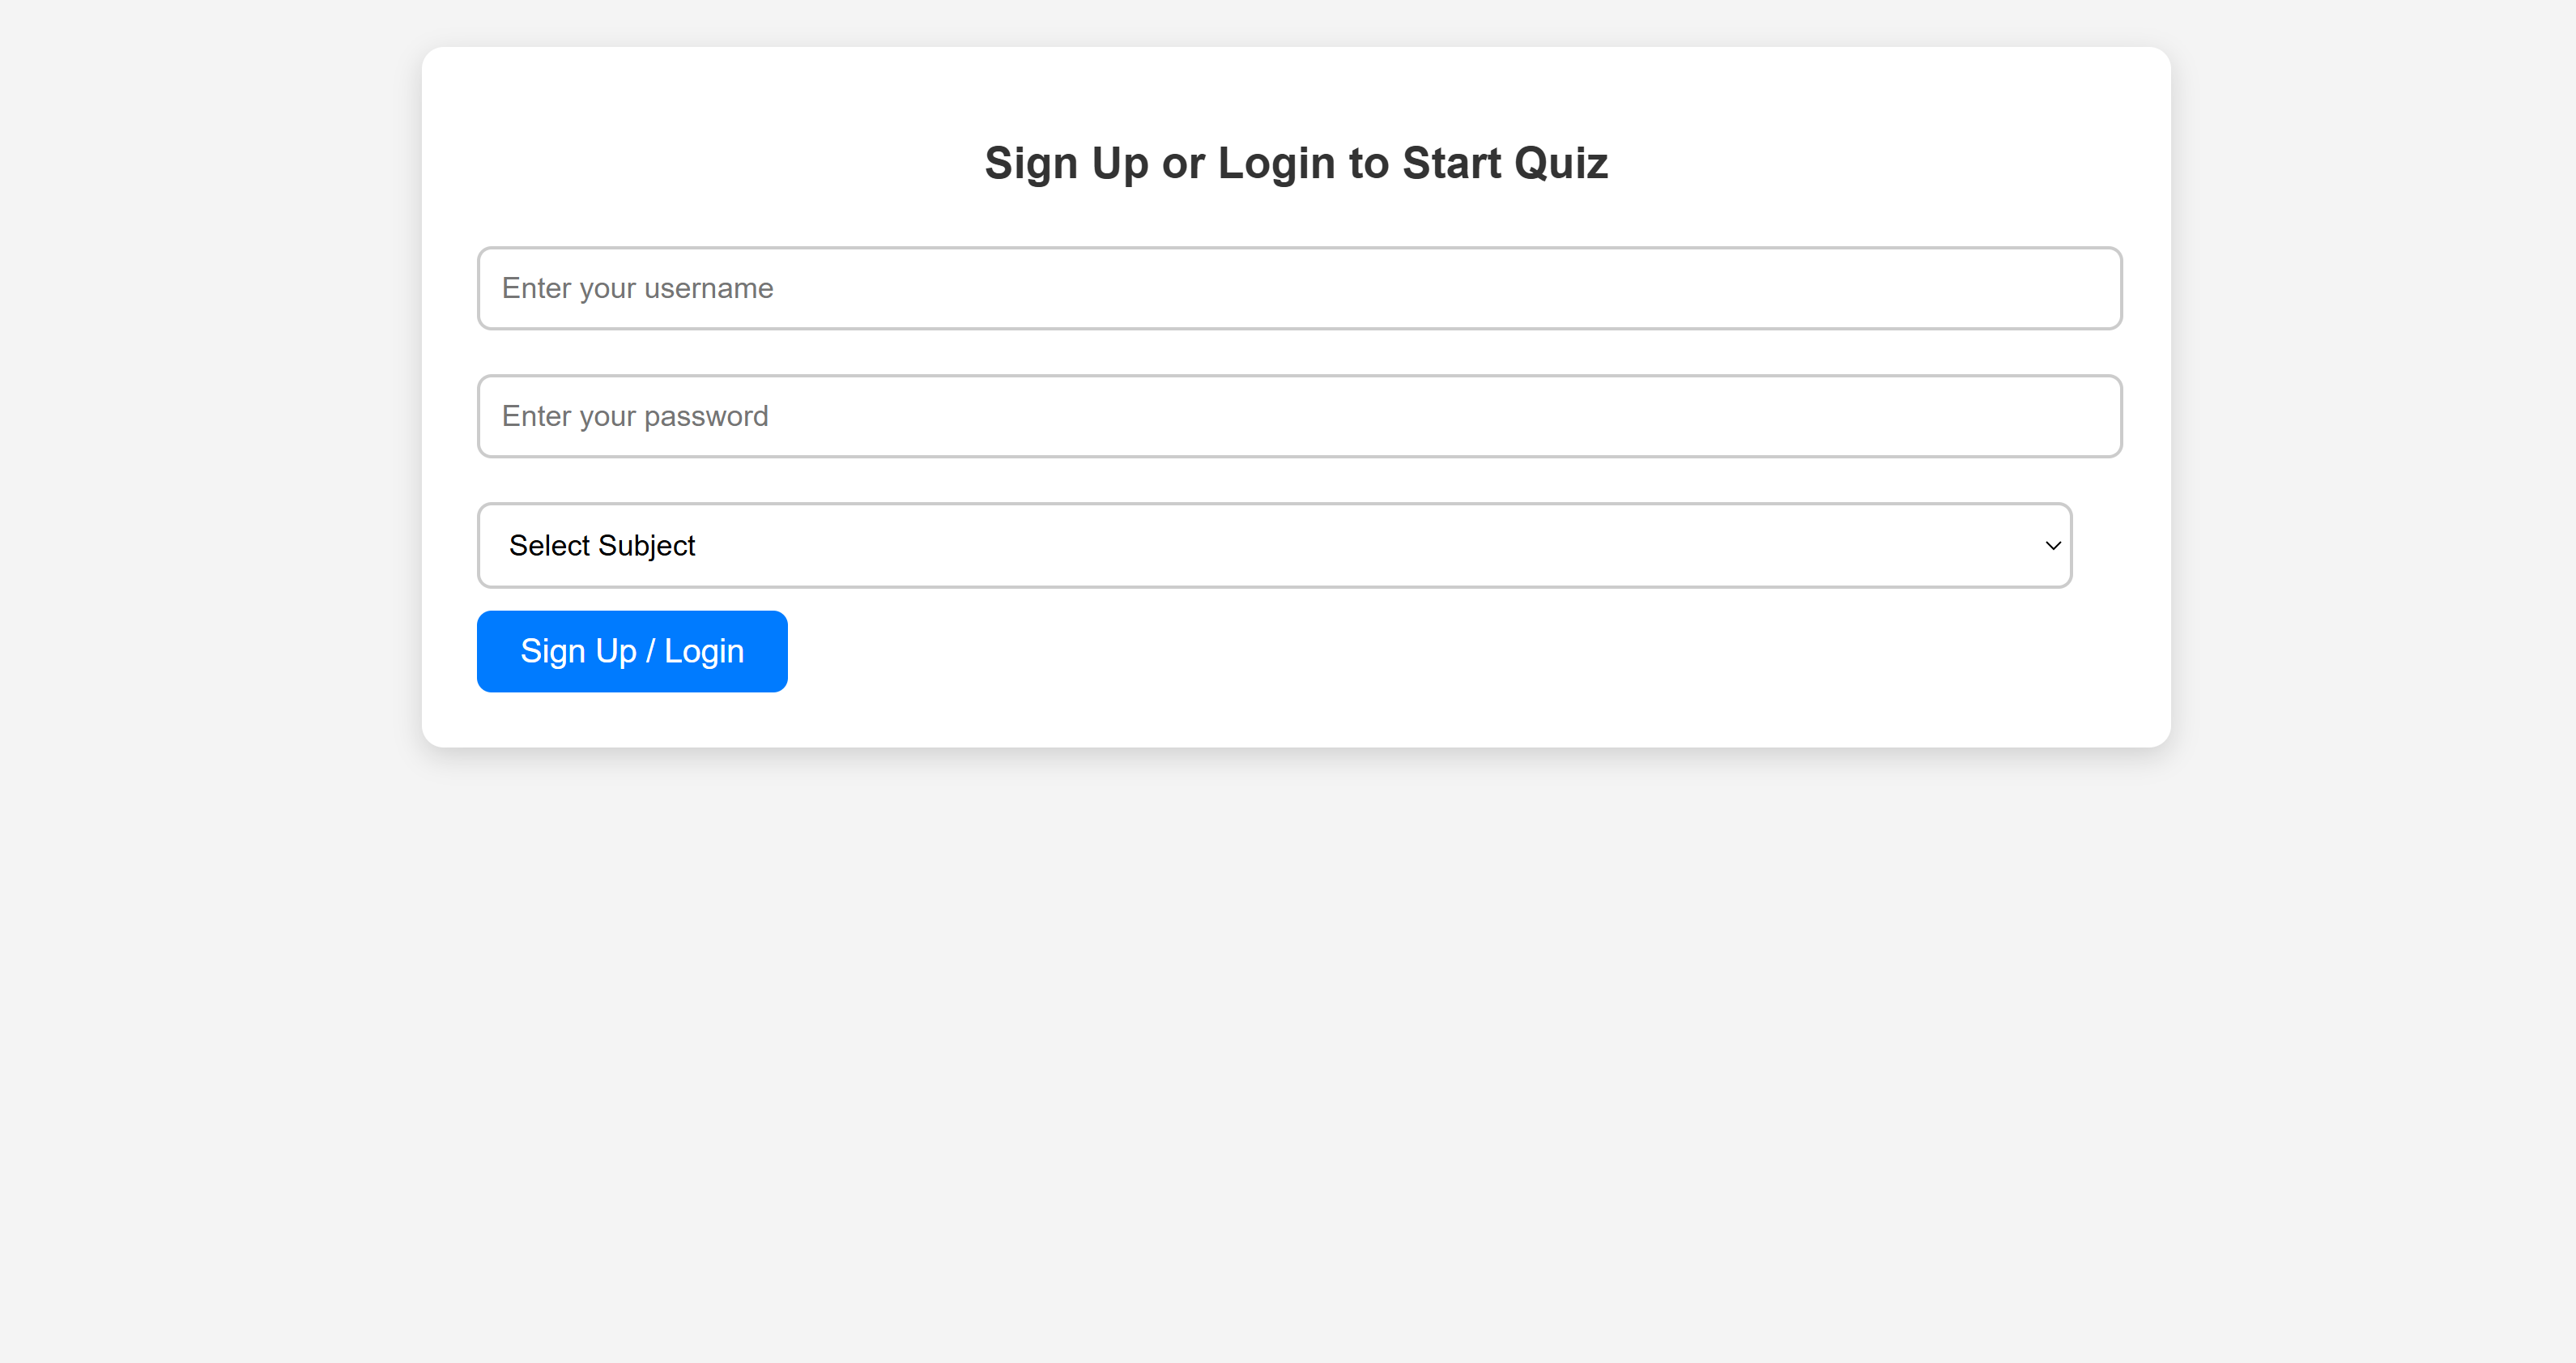 Sign Up or Login to Start Quiz
Enter your username
Enter your password
Select Subject
Sign Up / Login